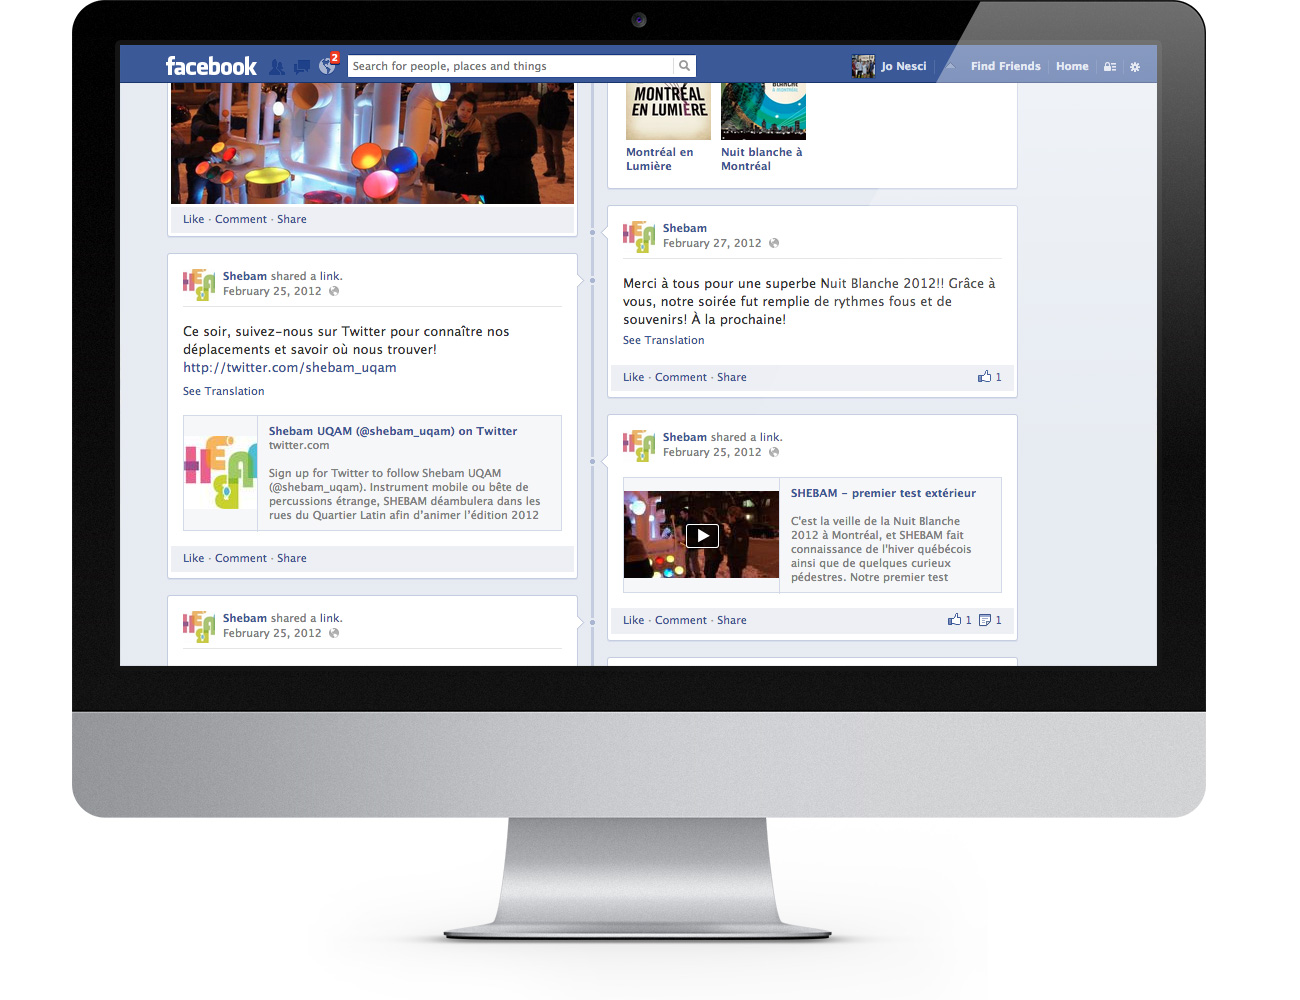 facebook
2
Search for people, places and things
Jo Nesci
Find Friends
Home
Like · Comment · Share
Shebam shared a link.
February 25, 2012
Ce soir, suivez-nous sur Twitter pour connaître nos
déplacements et savoir où nous trouver!
http://twitter.com/shebam_uqam
See Translation
Shebam UQAM (@shebam_uqam) on Twitter
twitter.com
Sign up for Twitter to follow Shebam UQAM
(@shebam_uqam). Instrument mobile ou bête de
percussions étrange, SHEBAM déambulera dans les
rues du Quartier Latin afin d'animer l'édition 2012
Like · Comment · Share
Shebam shared a link.
February 25, 2012
MONTRÉAL
EN LUMIÈRE
BLANCHE
À MONTRÉAL
Montréal en
Lumière
Nuit blanche à
Montréal
Shebam
February 27, 2012
Merci à tous pour une superbe Nuit Blanche 2012!! Grâce à
vous, notre soirée fut remplie de rythmes fous et de
souvenirs! À la prochaine!
See Translation
Like · Comment · Share
1
Shebam shared a link.
February 25, 2012
SHEBAM - premier test extérieur
C'est la veille de la Nuit Blanche
2012 à Montréal, et SHEBAM fait
connaissance de l'hiver québécois
ainsi que de quelques curieux
pédestres. Notre premier test
Like · Comment · Share
1 1